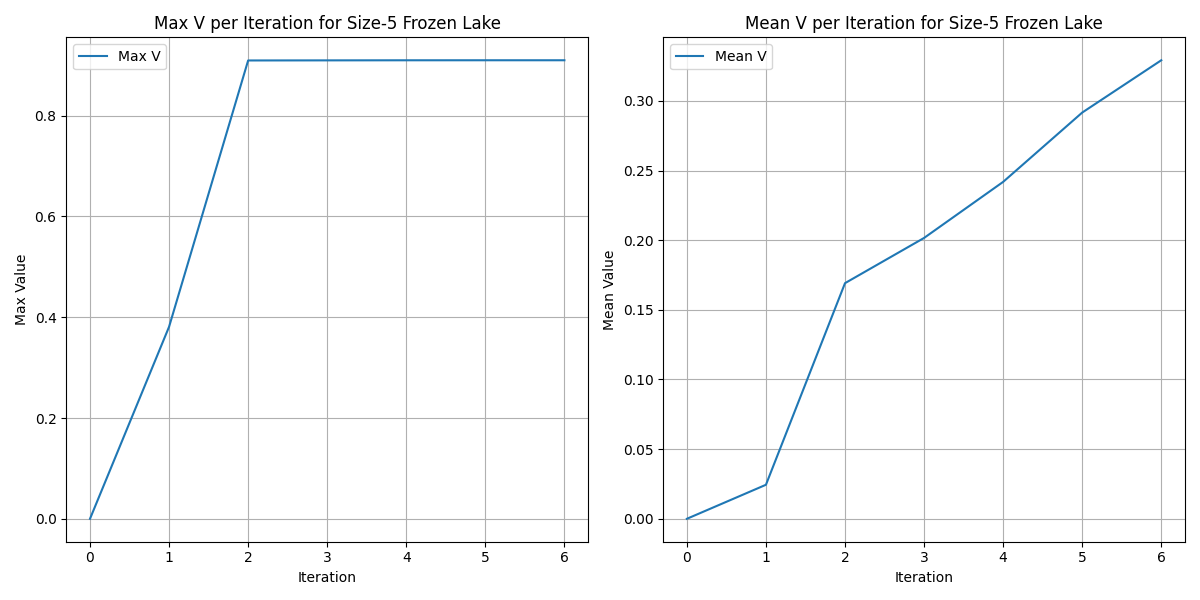 Max V per Iteration for Size-5 Frozen Lake
Max V
Max Value
0.8
0.6
0.4
0.2
0.0
0 1 2 3 4 5 6
Iteration
Mean V per Iteration for Size-5 Frozen Lake
Mean V
Mean Value
0.30
0.25
0.20
0.15
0.10
0.05
0.00
0 1 2 3 4 5 6
Iteration